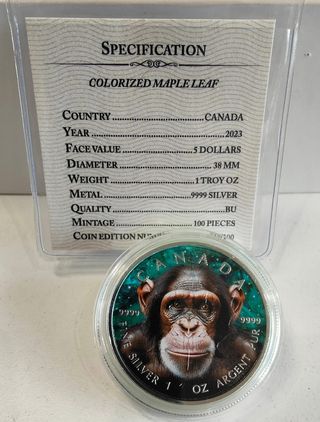 SPECIFICATION
COLORIZED MAPLE LEAF
COUNTRY CANADA
YEAR 2023
FACE VALUE 5 DOLLARS
DIAMETER 38 MM
WEIGHT 1 TROY OZ
METAL 9999 SILVER
QUALITY BU
MINTAGE 100 PIECES
COIN EDITION
CANADA
9999 9999
FINE SILVER 1 OZ ARGENT PUR